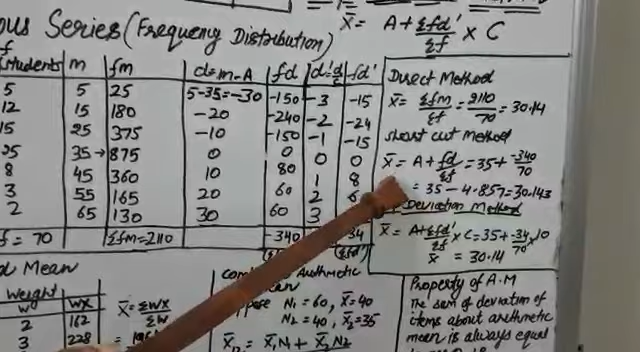 x̄ = A + Σfd'/Σf × C
ous Series (Frequency Distribution)
f
Students m fm d=m-A fd d'=d/ fd'
5 5 25 5-35=-30 -150 -3 -15
12 15 180 -20 -240 -2 -24
15 25 375 -10 -150 -1 -15
25 35→875 0 0 0 0
8 45 360 10 80 1 8
3 55 165 20 60 2 6
2 65 130 30 60 3
f = 70 Σfm=2110 -340 34
(Σfd')
Direct Method
x̄ = Σfm/Σf = 2110/70 = 30.14
Short cut Method
x̄ = A + fd/Σf = 35 + -340/70
= 35 - 4.857 = 30.143
Deviation Method
x̄ = A + Σfd'/Σf × C = 35 + -34/70 × 10
x̄ = 30.14
d Mean
Weight
w wx x̄ = Σwx/Σw
2 162
3 228
Arithmetic
N₁ = 60, x̄ = 40
N₂ = 40, x̄₂ = 35
x̄₁N₁ + x̄₂N₂
Property of A.M
The sum of deviation of
items about arithmetic
mean is always equal